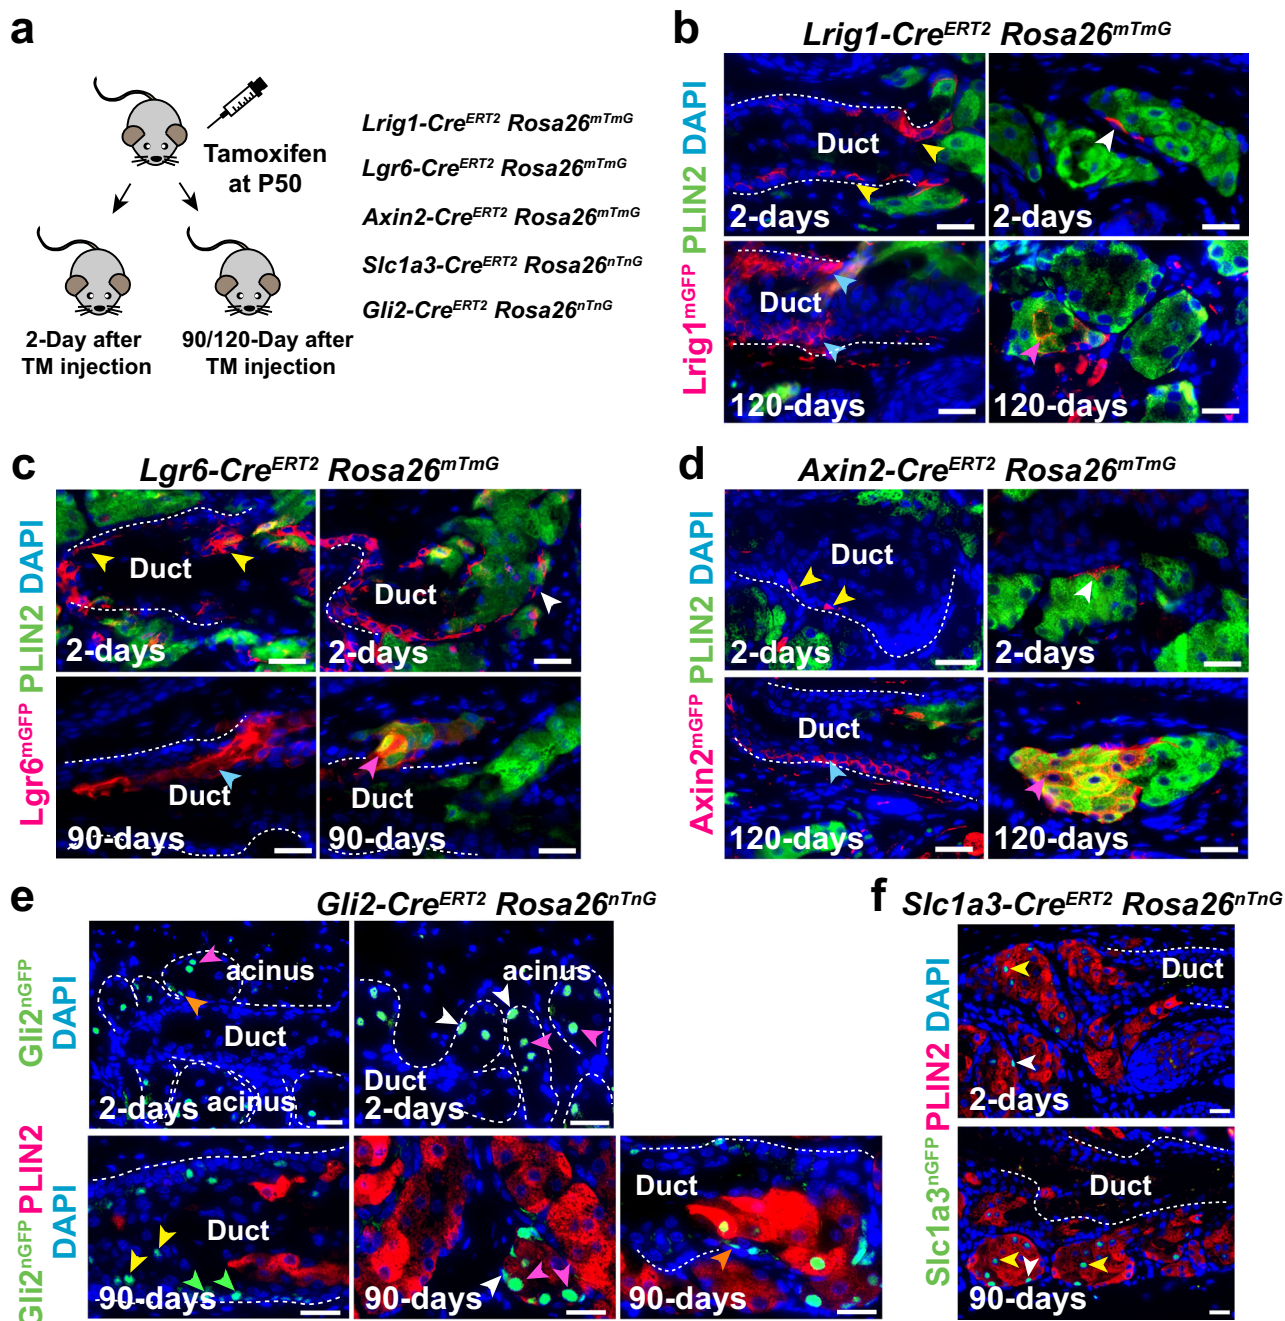 a
Tamoxifen
at P50
2-Day after
TM injection
90/120-Day after
TM injection
Lrig1-CreERT2 Rosa26mTmG
Lgr6-CreERT2 Rosa26mTmG
Axin2-CreERT2 Rosa26mTmG
Slc1a3-CreERT2 Rosa26nTnG
Gli2-CreERT2 Rosa26nTnG
b
Lrig1-CreERT2 Rosa26mTmG
Lrig1mGFP PLIN2 DAPI
Duct
2-days
2-days
Duct
120-days
120-days
c
Lgr6-CreERT2 Rosa26mTmG
Lgr6mGFP PLIN2 DAPI
Duct
2-days
Duct
2-days
Duct
90-days
Duct
90-days
d
Axin2-CreERT2 Rosa26mTmG
Axin2mGFP PLIN2 DAPI
Duct
2-days
2-days
Duct
120-days
120-days
e
Gli2-CreERT2 Rosa26nTnG
Gli2nGFP
DAPI
acinus
Duct
acinus
2-days
acinus
Duct
2-days
Gli2nGFP PLIN2
DAPI
Duct
90-days
90-days
Duct
90-days
f
Slc1a3-CreERT2 Rosa26nTnG
Slc1a3nGFP PLIN2 DAPI
Duct
2-days
Duct
90-days